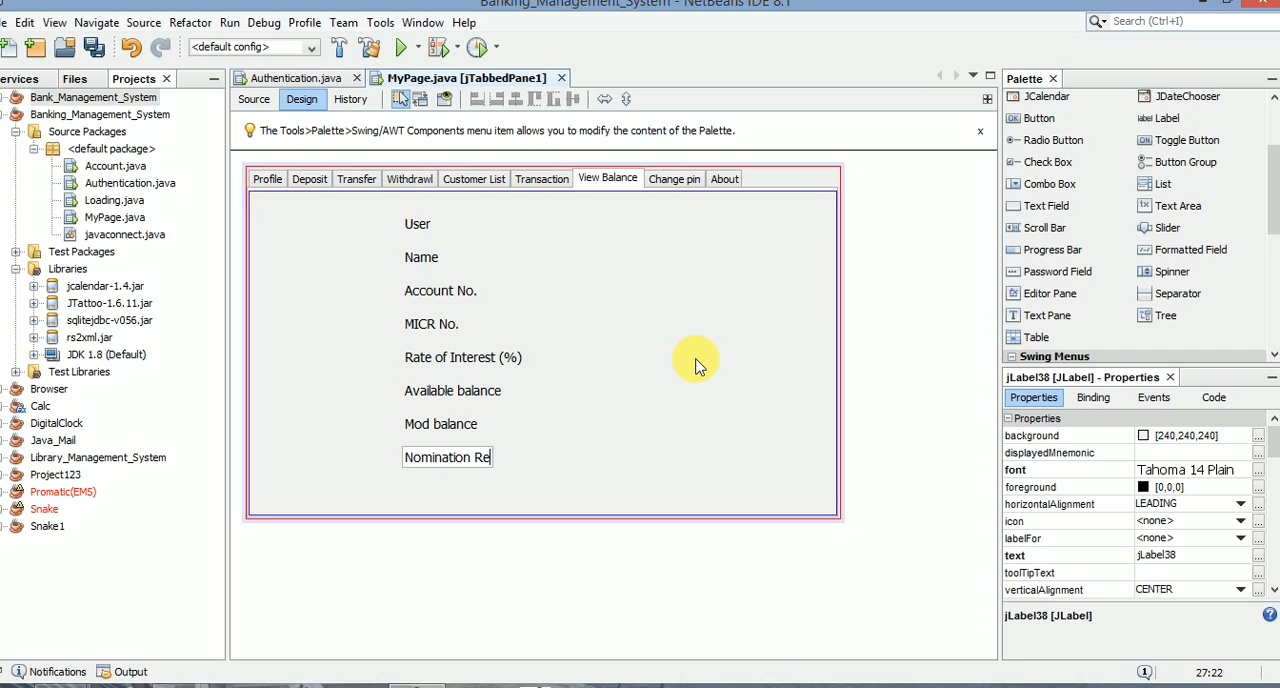 Banking_Management_System - NetBeans IDE 8.1
Edit View Navigate Source Refactor Run Debug Profile Team Tools Window Help
Search (Ctrl+I)
<default config>
ervices Files Projects
Authentication.java MyPage.java [jTabbedPane1]
Palette
Source Design History
The Tools>Palette>Swing/AWT Components menu item allows you to modify the content of the Palette. x
Bank_Management_System
Banking_Management_System
Source Packages
<default package>
Account.java
Authentication.java
Loading.java
MyPage.java
javaconnect.java
Test Packages
Libraries
jcalendar-1.4.jar
JTattoo-1.6.11.jar
sqlitejdbc-v056.jar
rs2xml.jar
JDK 1.8 (Default)
Test Libraries
Browser
Calc
DigitalClock
Java_Mail
Library_Management_System
Project123
Promatic(EMS)
Snake
Snake1
Profile Deposit Transfer Withdrawl Customer List Transaction View Balance Change pin About
User
Name
Account No.
MICR No.
Rate of Interest (%)
Available balance
Mod balance
Nomination Re
JCalendar JDateChooser
Button Label
Radio Button Toggle Button
Check Box Button Group
Combo Box List
Text Field Text Area
Scroll Bar Slider
Progress Bar Formatted Field
Password Field Spinner
Editor Pane Separator
Text Pane Tree
Table
Swing Menus
jLabel38 [JLabel] - Properties
Properties Binding Events Code
Properties
background [240,240,240] ...
displayedMnemonic ...
font Tahoma 14 Plain ...
foreground [0,0,0] ...
horizontalAlignment LEADING ...
icon <none> ...
labelFor <none> ...
text jLabel38 ...
toolTipText ...
verticalAlignment CENTER ...
jLabel38 [JLabel]
Notifications Output
27:22